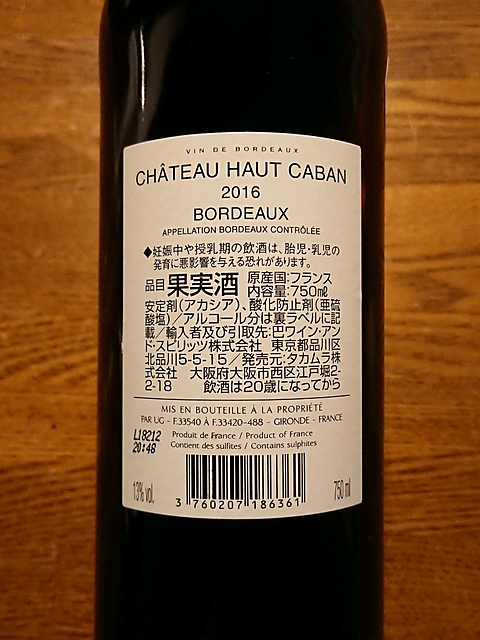 VIN DE BORDEAUX
CHÂTEAU HAUT CABAN
2016
BORDEAUX
APPELLATION BORDEAUX CONTRÔLÉE
◆妊娠中や授乳期の飲酒は、胎児・乳児の
発育に悪影響を与える恐れがあります。
品目 果実酒 原産国:フランス
内容量:750㎖
安定剤(アカシア)、酸化防止剤(亜硫
酸塩)/アルコール分は裏ラベルに記
載/輸入者及び引取先:巴ワイン・アン
ド・スピリッツ株式会社 東京都品川区
北品川5-5-15/発売元:タカムラ株
式会社 大阪府大阪市西区江戸堀2-
2-18 飲酒は20歳になってから
MIS EN BOUTEILLE À LA PROPRIÉTÉ
PAR UG - F.33540 À F.33420-488 - GIRONDE - FRANCE
L18212
20:48
Produit de France / Product of France
Contient des sulfites / Contains sulphites
13% vol.
750 ml
3 760207 186361